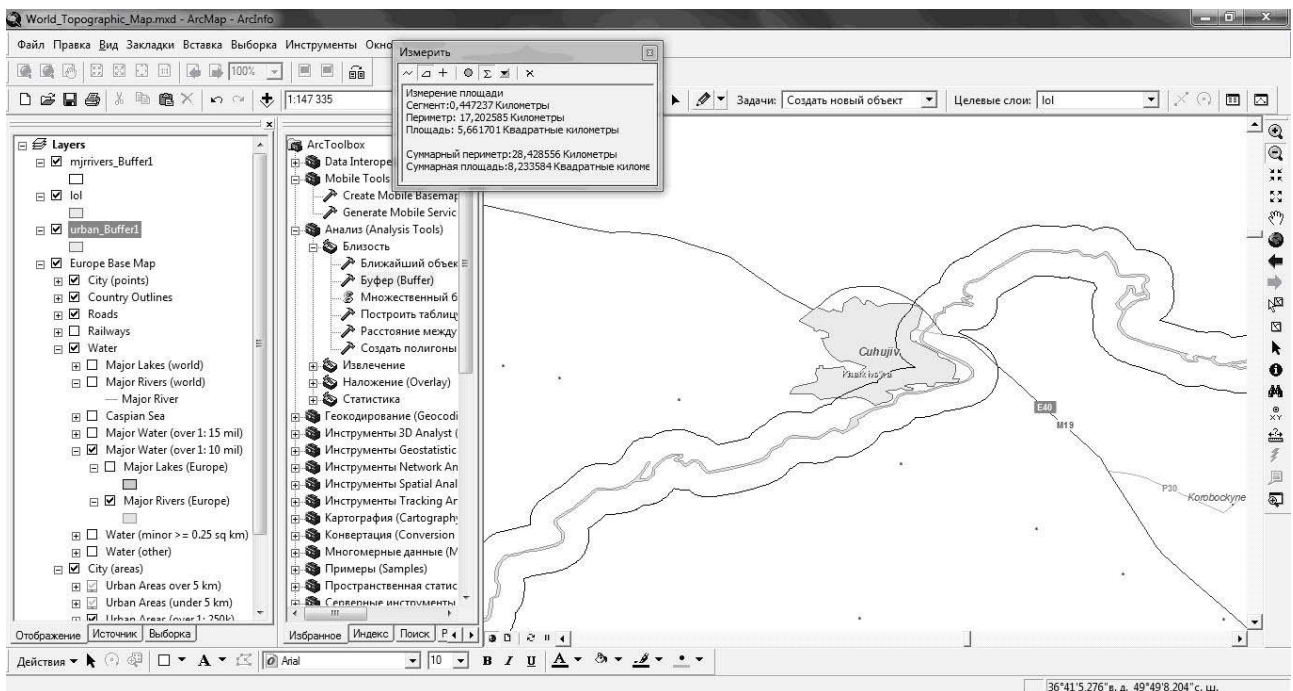 World_Topographic_Map.mxd - ArcMap - ArcInfo
Файл Правка Вид Закладки Вставка Выборка Инструменты Окно
100%
1:147 335
Задачи: Создать новый объект
Целевые слои: lol
Измерить
Измерение площади
Сегмент:0,447237 Километры
Периметр: 17,202585 Километры
Площадь: 5,661701 Квадратные километры
Суммарный периметр:28,428556 Километры
Суммарная площадь:8,233584 Квадратные киломе
Layers
mjrrivers_Buffer1
lol
urban_Buffer1
Europe Base Map
City (points)
Country Outlines
Roads
Railways
Water
Major Lakes (world)
Major Rivers (world)
Major River
Caspian Sea
Major Water (over 1: 15 mil)
Major Water (over 1: 10 mil)
Major Lakes (Europe)
Major Rivers (Europe)
Water (minor >= 0.25 sq km)
Water (other)
City (areas)
Urban Areas over 5 km)
Urban Areas (under 5 km)
Urban Areas (over 1: 250k)
Отображение Источник Выборка
ArcToolbox
Data Interope
Mobile Tools
Create Mobile Basemap
Generate Mobile Servic
Анализ (Analysis Tools)
Близость
Ближайший объек
Буфер (Buffer)
Множественный б
Построить таблиц
Расстояние между
Создать полигоны
Извлечение
Наложение (Overlay)
Статистика
Геокодирование (Geocodi
Инструменты 3D Analyst (
Инструменты Geostatistic
Инструменты Network An
Инструменты Spatial Anal
Инструменты Tracking Ar
Картография (Cartography
Конвертация (Conversion
Многомерные данные (M
Примеры (Samples)
Пространственная статис
Серверные инструменты
Избранное Индекс Поиск Р
Cuhujiv
E40
M19
P30
Korobockyne
Действия
Arial
10
B I U A
36°41'5.276"в. д. 49°49'8.204"с. ш.